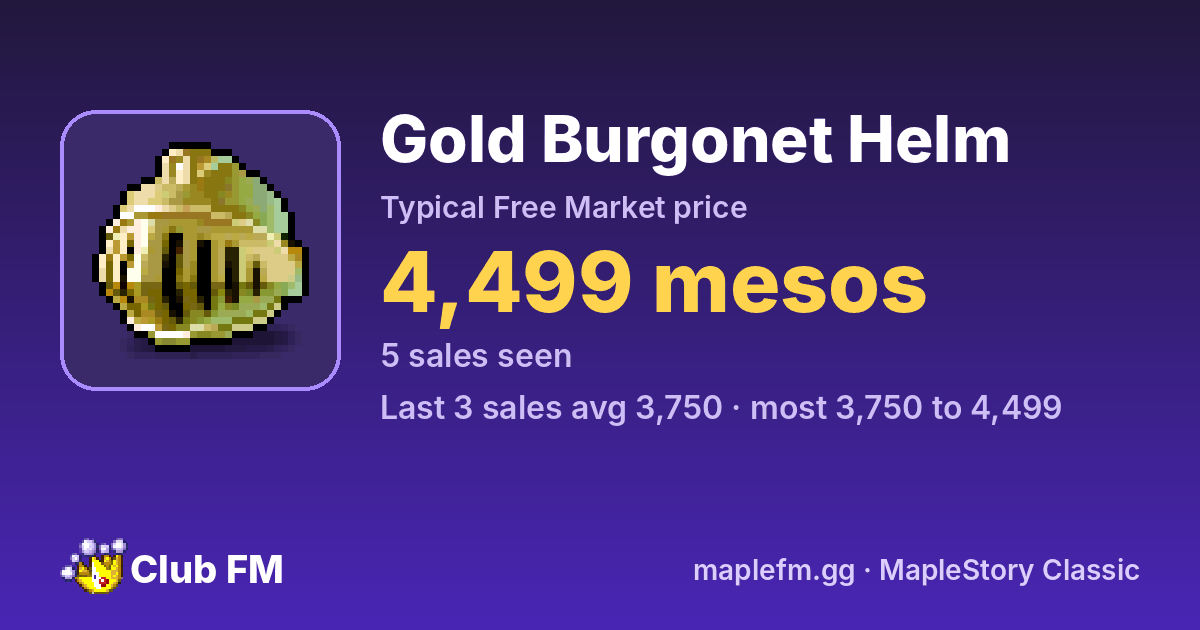 Gold Burgonet Helm
Typical Free Market price
4,499 mesos
5 sales seen
Last 3 sales avg 3,750 · most 3,750 to 4,499
Club FM
maplefm.gg · MapleStory Classic